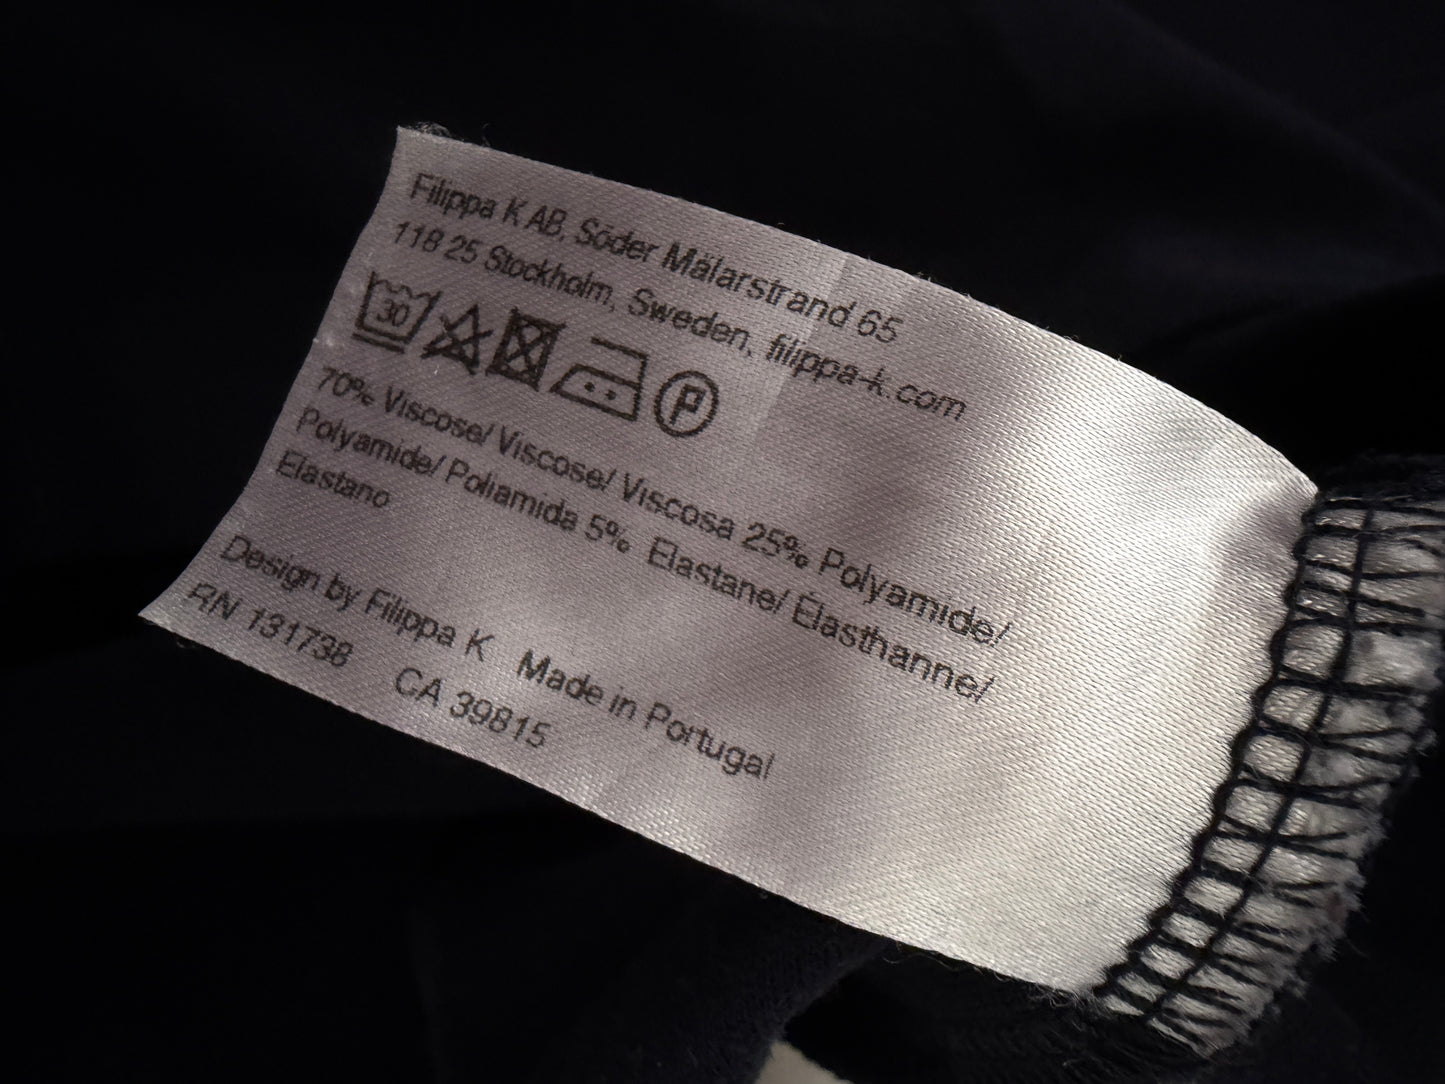 Filippa K AB, Söder Mälarstrand 65
118 25 Stockholm, Sweden, filippa-k.com
30 P
70% Viscose/ Viscose/ Viscosa 25% Polyamide/
Polyamide/ Poliamida 5% Elastane/ Elasthanne/
Elastano
Design by Filippa K Made in Portugal
RN 131738 CA 39815